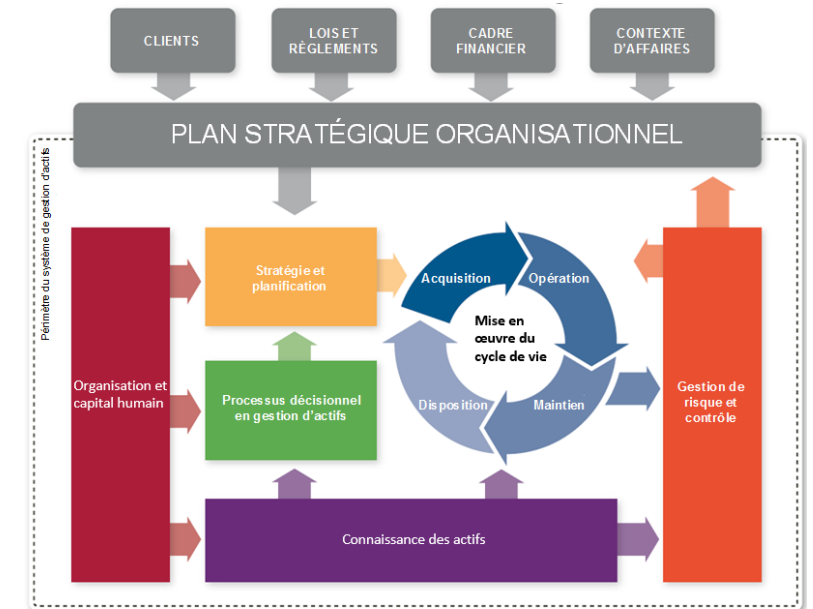 CLIENTS
LOIS ET
RÈGLEMENTS
CADRE
FINANCIER
CONTEXTE
D'AFFAIRES
PLAN STRATÉGIQUE ORGANISATIONNEL
Périmètre du système de gestion d'actifs
Stratégie et
planification
Acquisition
Opération
Mise en
œuvre du
cycle de vie
Organisation et
capital humain
Processus décisionnel
en gestion d'actifs
Disposition
Maintien
Gestion de
risque et
contrôle
Connaissance des actifs